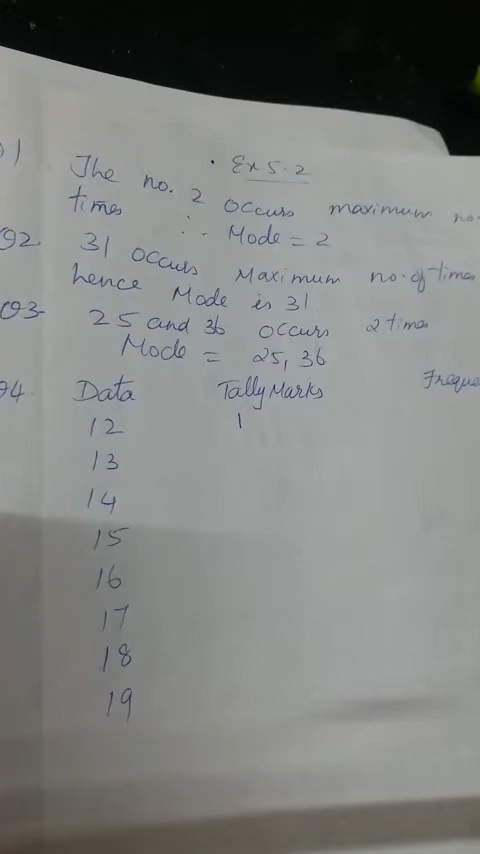 Ex 5.2
Q1 The no. 2 occurs maximum no.
times ∴ Mode = 2
Q2. 31 occurs Maximum no. of times
hence Mode is 31
Q3- 25 and 36 occurs 2 times
Mode = 25, 36
Q4. Data Tally Marks Freque
12 |
13
14
15
16
17
18
19